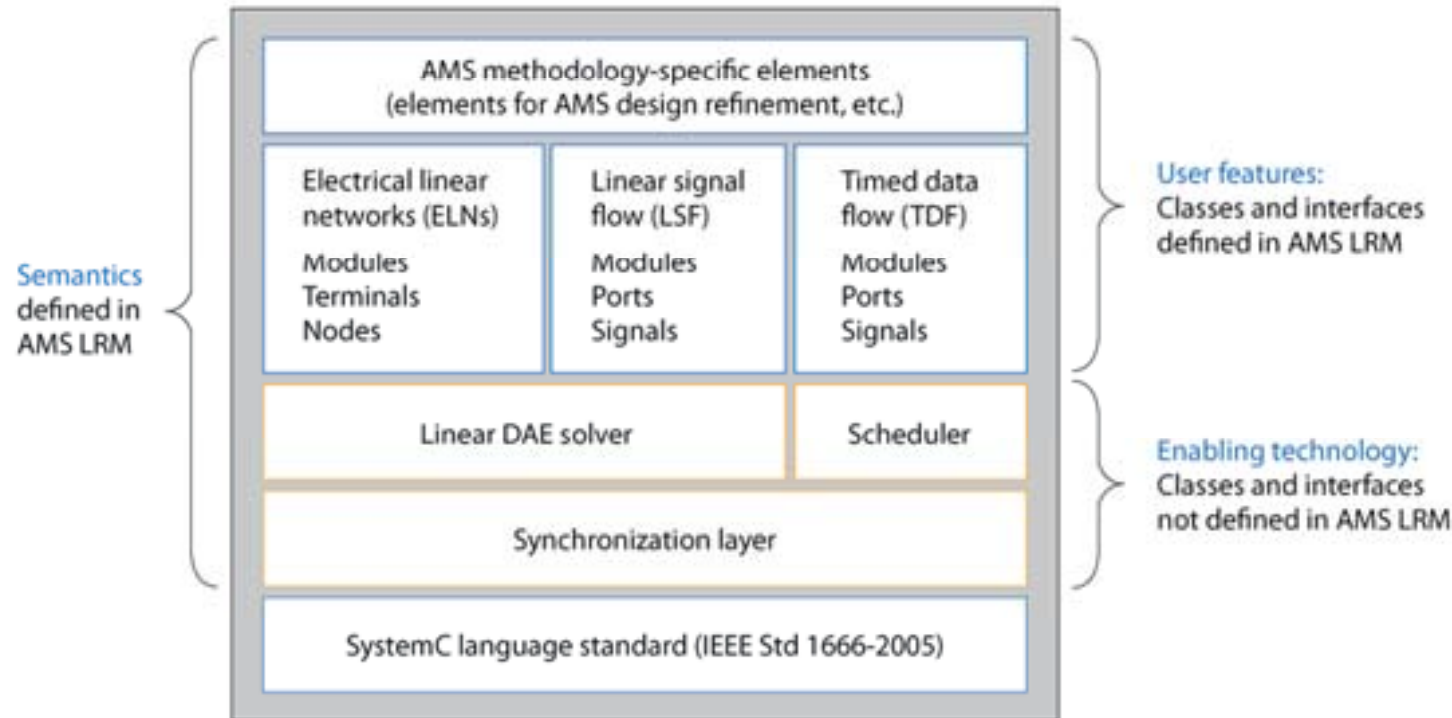 AMS methodology-specific elements
(elements for AMS design refinement, etc.)
Electrical linear
networks (ELNs)
Modules
Terminals
Nodes
Linear signal
flow (LSF)
Modules
Ports
Signals
Timed data
flow (TDF)
Modules
Ports
Signals
Linear DAE solver
Scheduler
Synchronization layer
SystemC language standard (IEEE Std 1666-2005)
Semantics
defined in
AMS LRM
User features:
Classes and interfaces
defined in AMS LRM
Enabling technology:
Classes and interfaces
not defined in AMS LRM